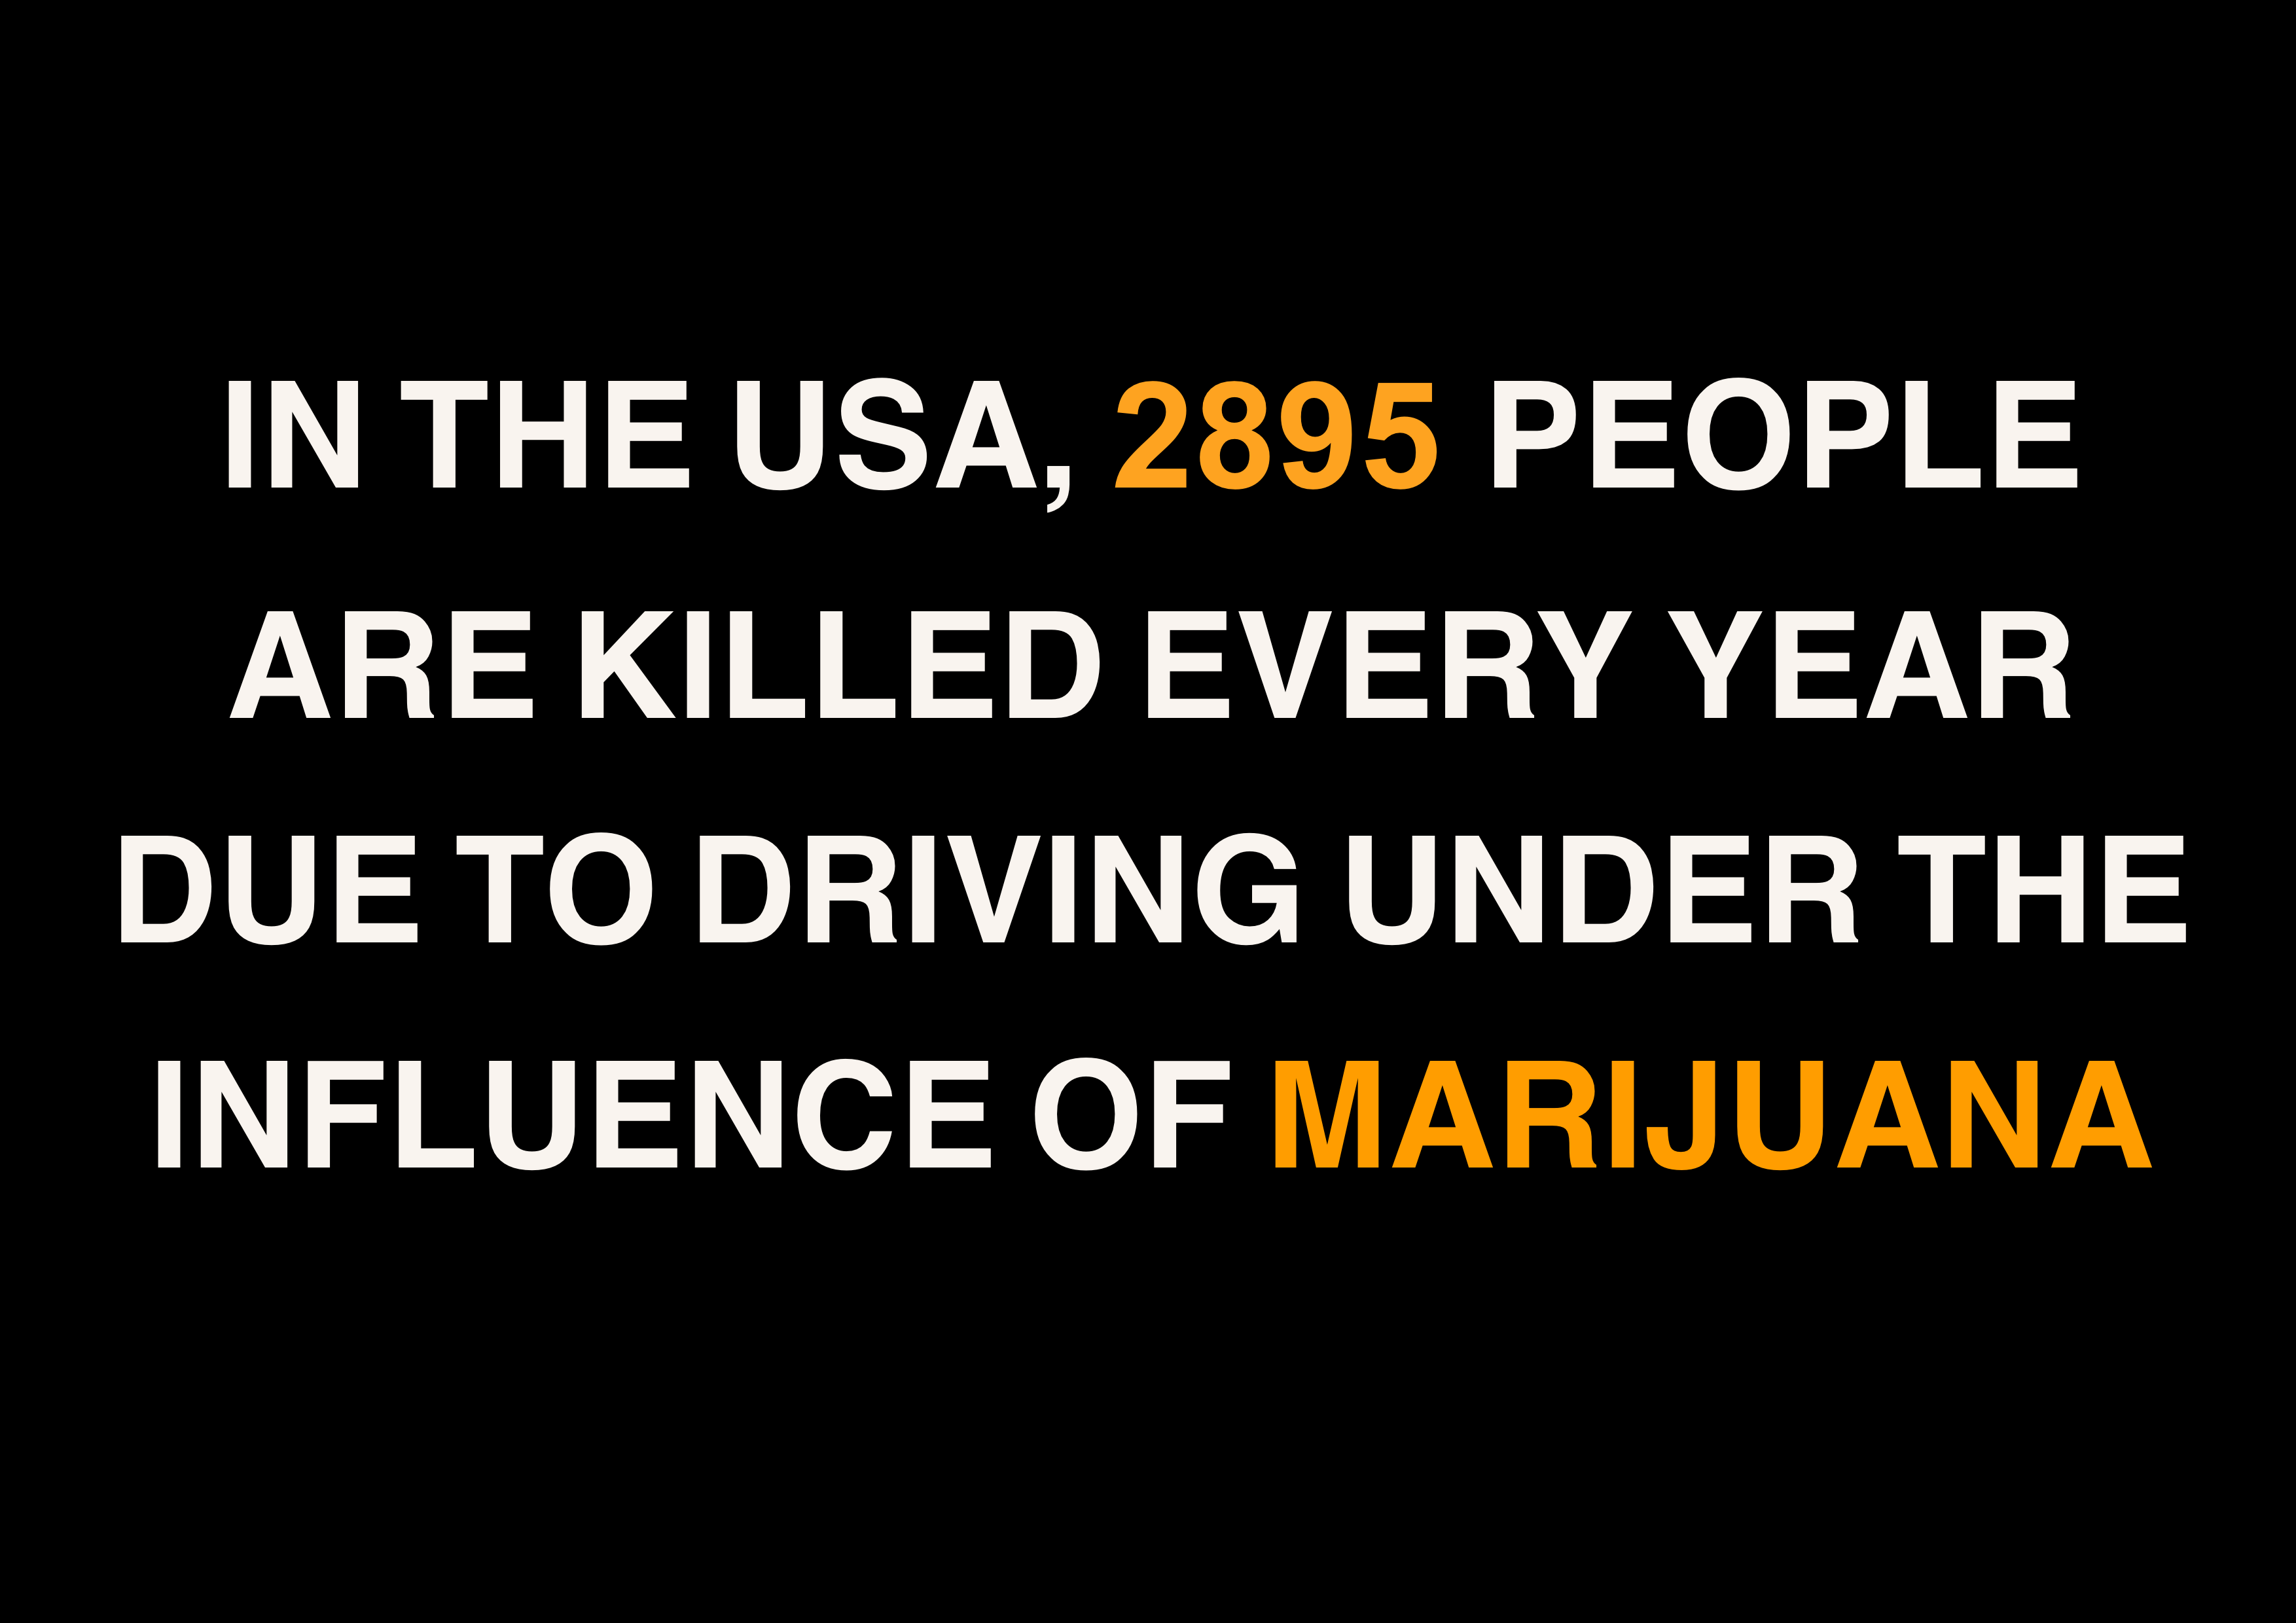 IN THE USA, 2895 PEOPLE
ARE KILLED EVERY YEAR
DUE TO DRIVING UNDER THE
INFLUENCE OF MARIJUANA